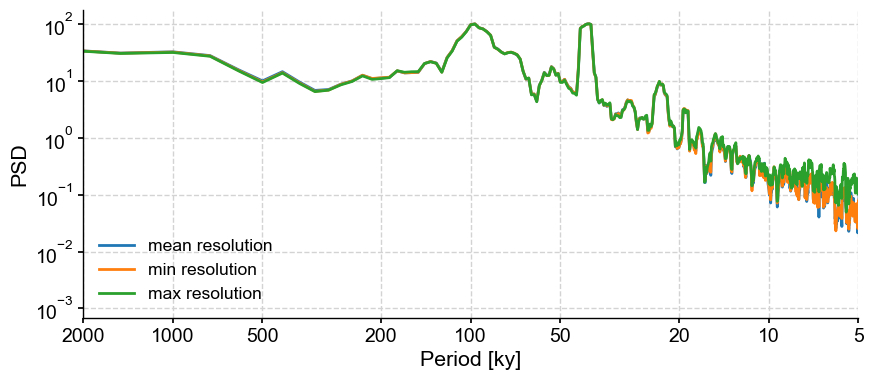 10²
10¹
10⁰
10⁻¹
10⁻²
10⁻³
PSD
mean resolution
min resolution
max resolution
2000 1000 500 200 100 50 20 10 5
Period [ky]